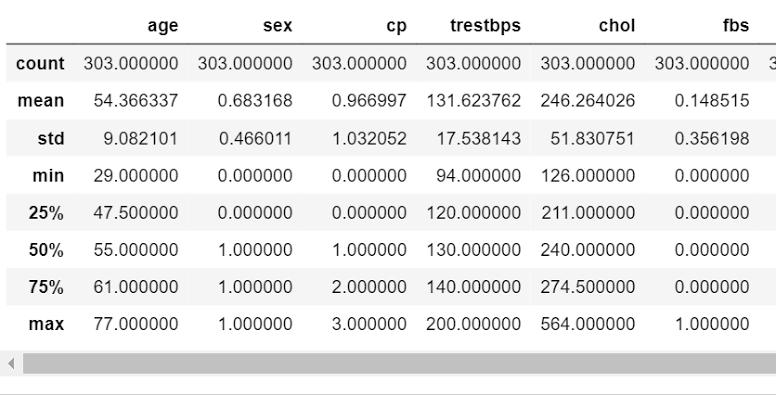 age sex cp trestbps chol fbs
count 303.000000 303.000000 303.000000 303.000000 303.000000 303.000000 3
mean 54.366337 0.683168 0.966997 131.623762 246.264026 0.148515
std 9.082101 0.466011 1.032052 17.538143 51.830751 0.356198
min 29.000000 0.000000 0.000000 94.000000 126.000000 0.000000
25% 47.500000 0.000000 0.000000 120.000000 211.000000 0.000000
50% 55.000000 1.000000 1.000000 130.000000 240.000000 0.000000
75% 61.000000 1.000000 2.000000 140.000000 274.500000 0.000000
max 77.000000 1.000000 3.000000 200.000000 564.000000 1.000000